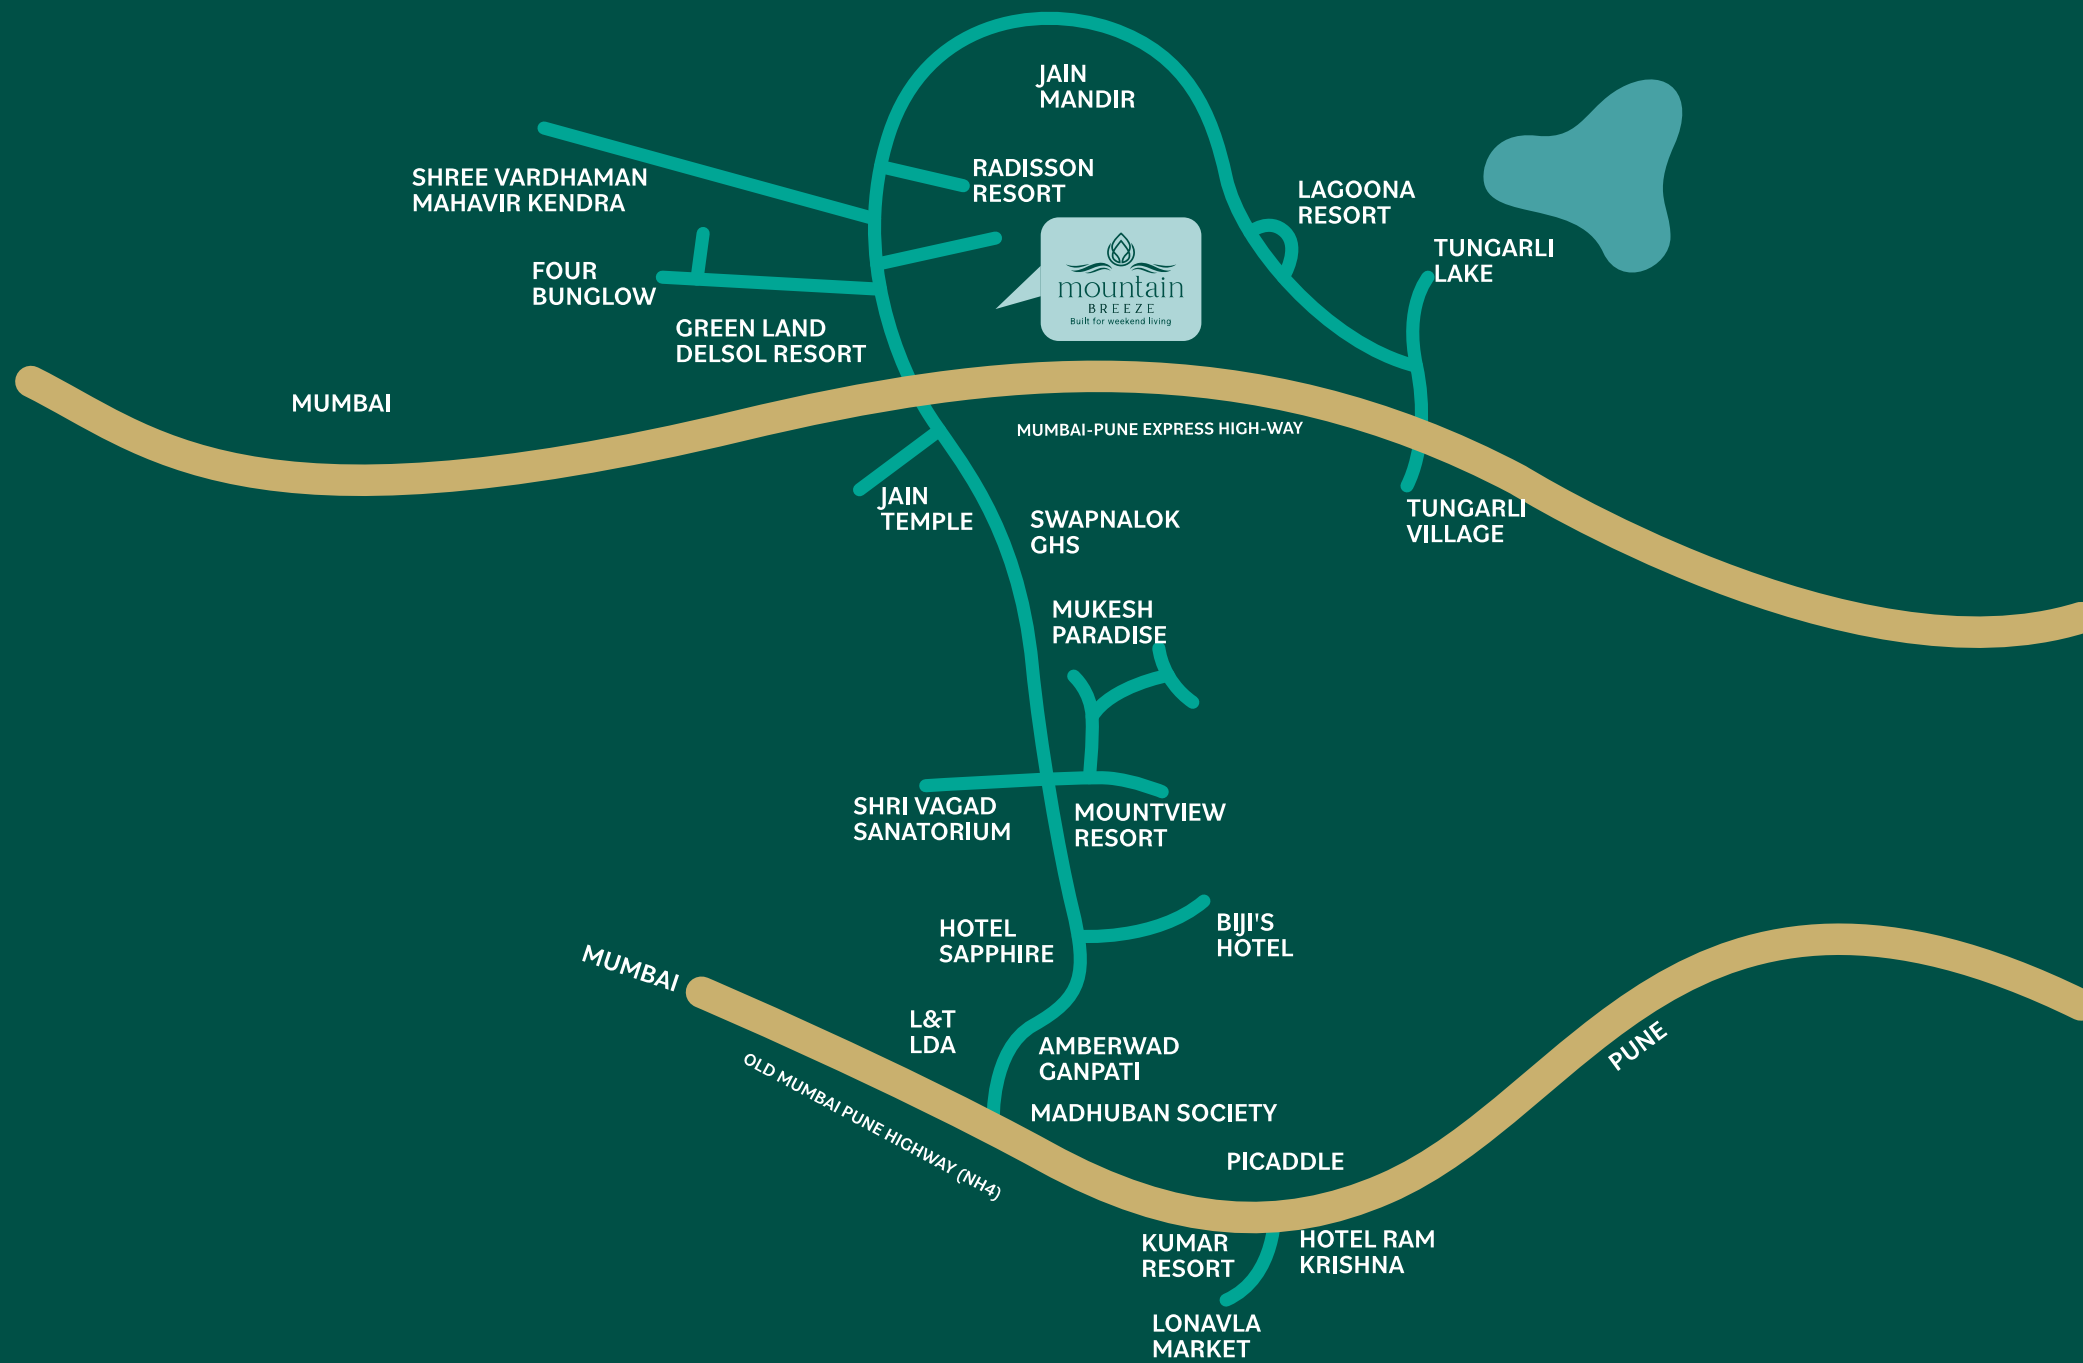 JAIN
MANDIR
SHREE VARDHAMAN
MAHAVIR KENDRA
RADISSON
RESORT
LAGOONA
RESORT
TUNGARLI
LAKE
FOUR
BUNGLOW
mountain
BREEZE
Built for weekend living
GREEN LAND
DELSOL RESORT
MUMBAI
MUMBAI-PUNE EXPRESS HIGH-WAY
JAIN
TEMPLE
SWAPNALOK
GHS
TUNGARLI
VILLAGE
MUKESH
PARADISE
SHRI VAGAD
SANATORIUM
MOUNTVIEW
RESORT
HOTEL
SAPPHIRE
BIJI'S
HOTEL
MUMBAI
L&T
LDA
AMBERWAD
GANPATI
PUNE
OLD MUMBAI PUNE HIGHWAY (NH4)
MADHUBAN SOCIETY
PICADDLE
KUMAR
RESORT
HOTEL RAM
KRISHNA
LONAVLA
MARKET